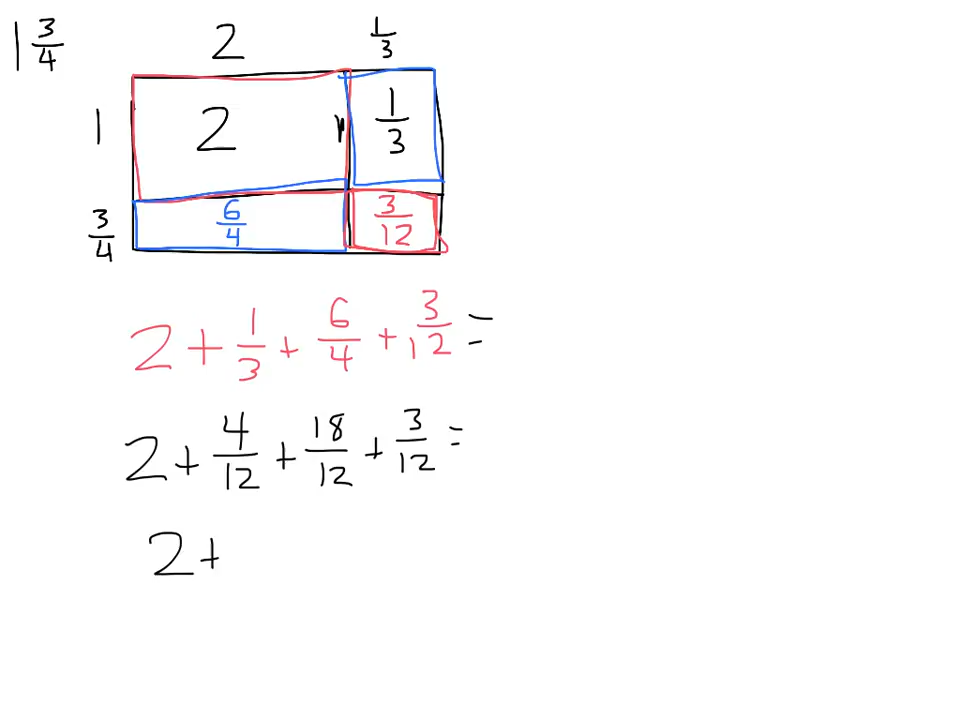 1 3/4 2 1/3
1 2 1/3
3/4 6/4 3/12
2 + 1/3 + 6/4 + 3/12 =
2 + 4/12 + 18/12 + 3/12 =
2 +